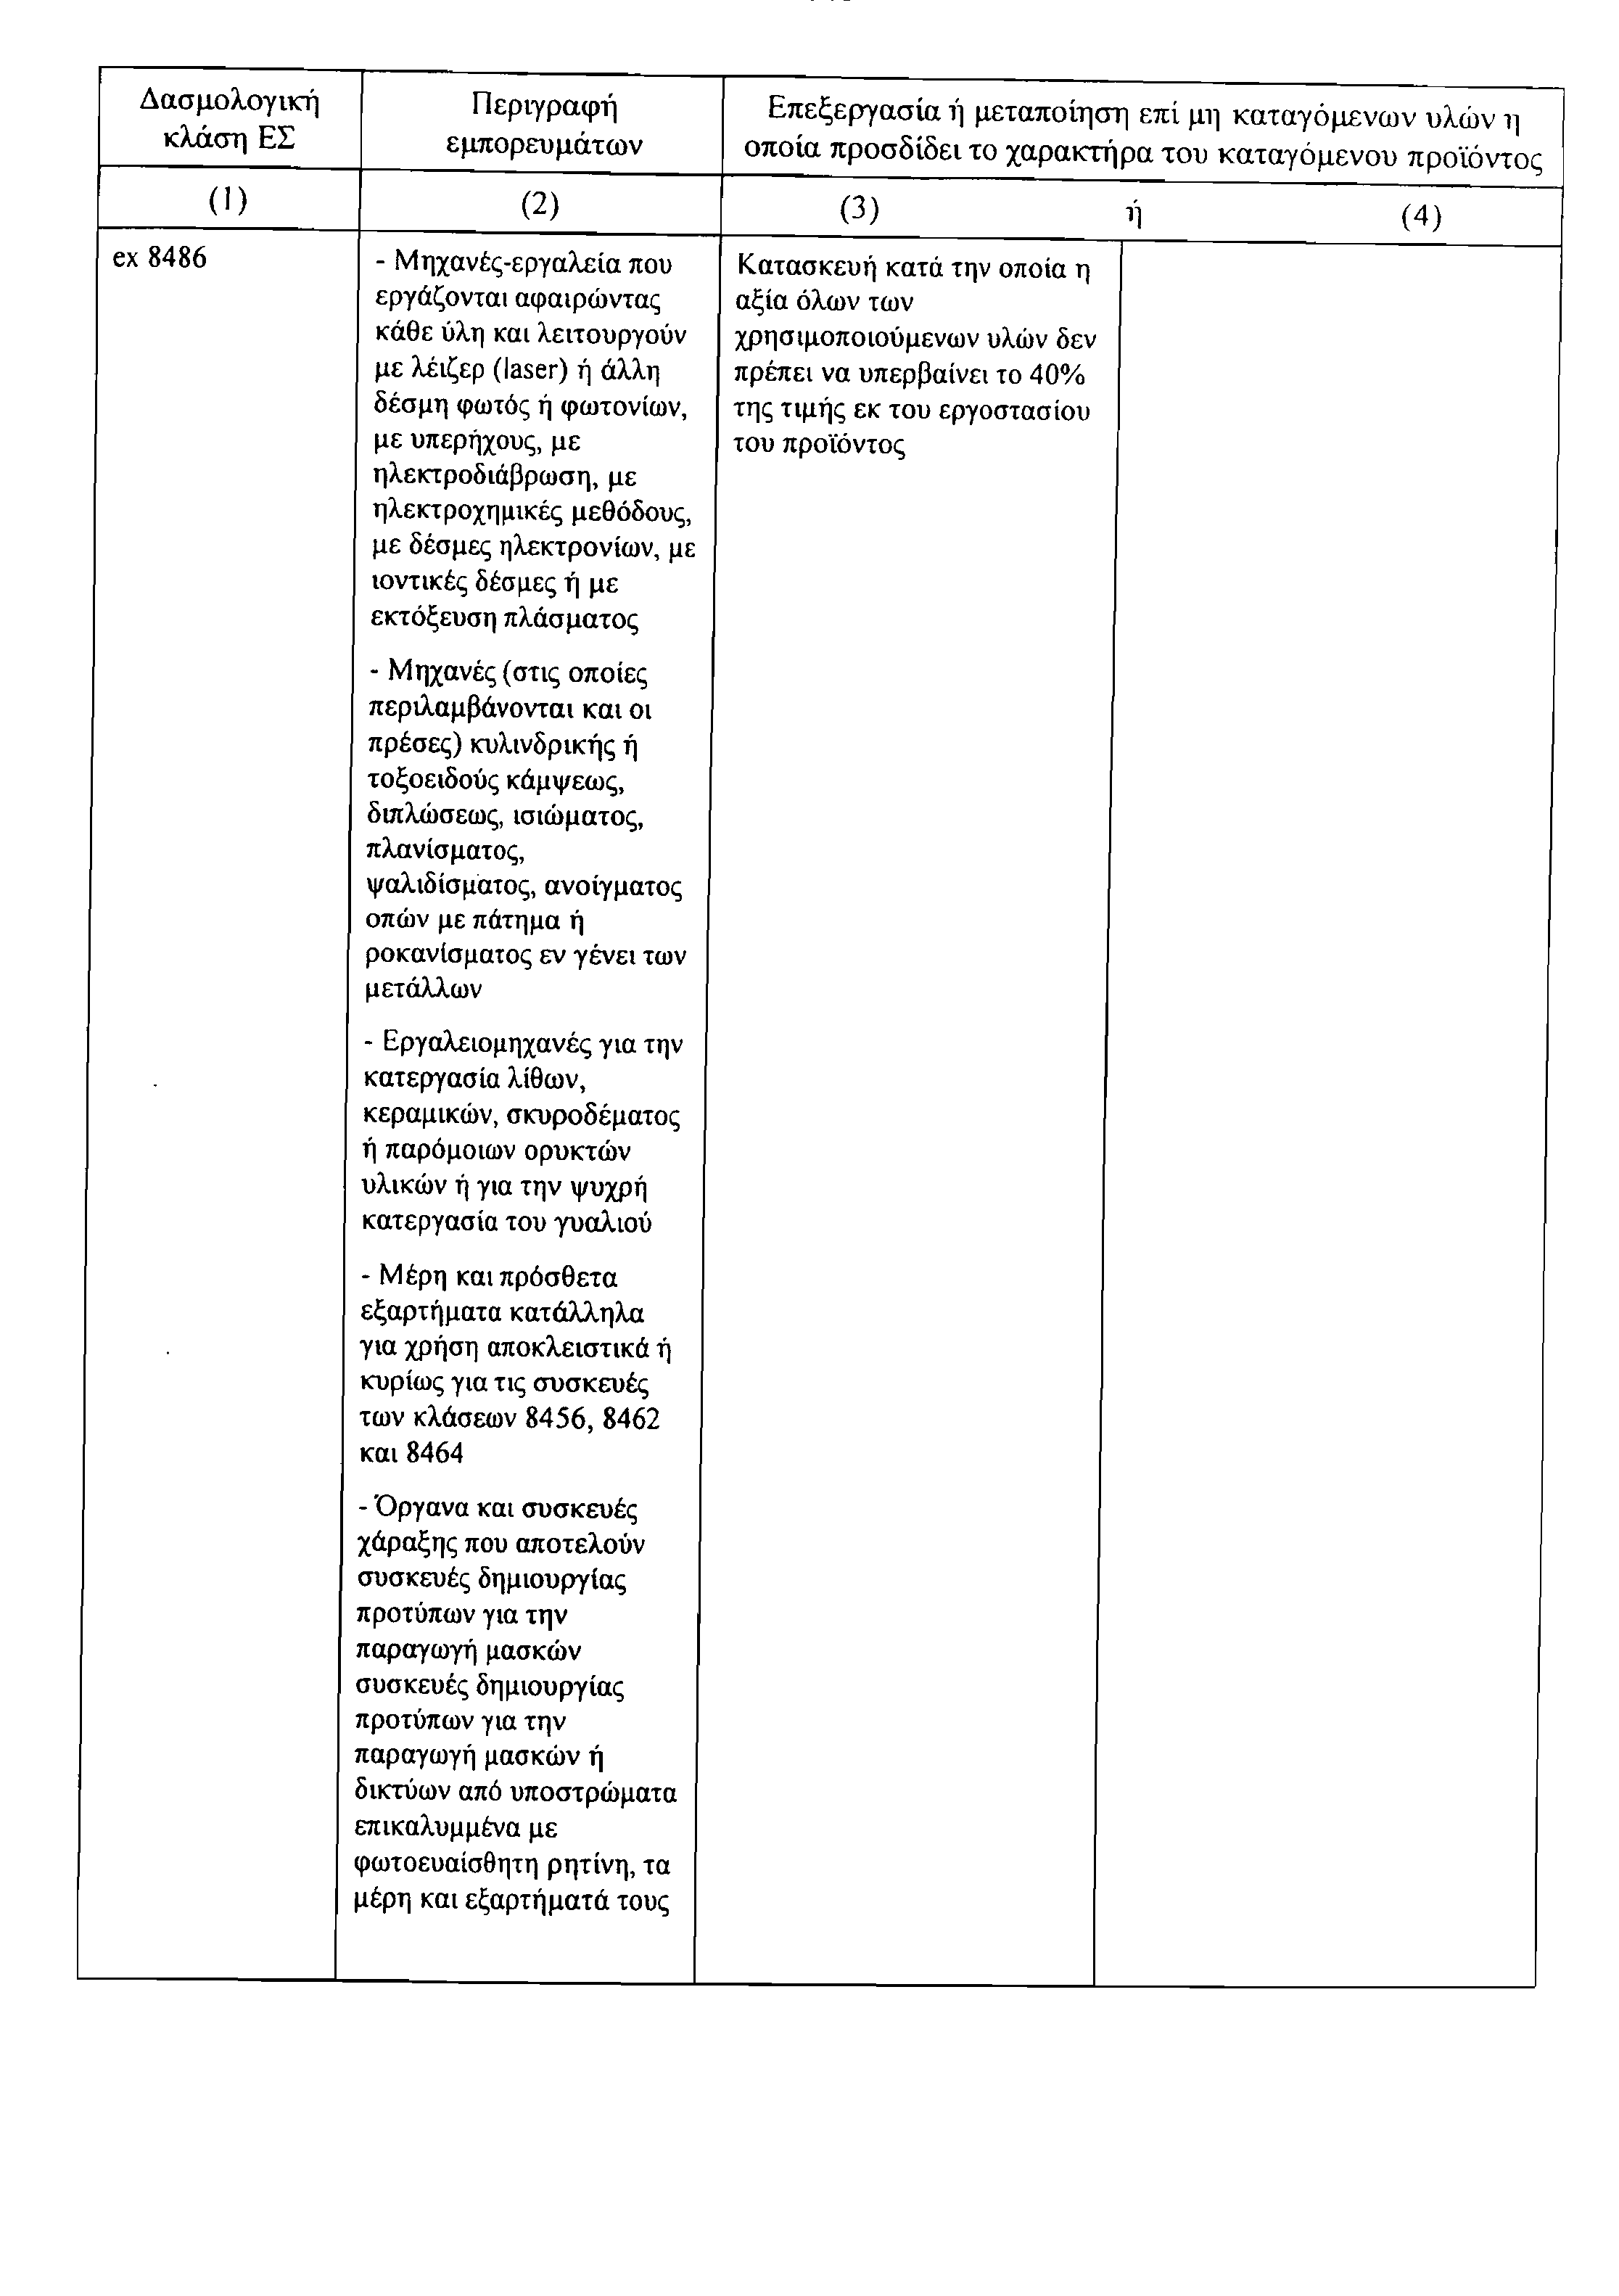 Δασμολογική
κλάση ΕΣ
Περιγραφή
εμπορευμάτων
Επεξεργασία ή μεταποίηση επί μη καταγόμενων υλών η
οποία προσδίδει το χαρακτήρα του καταγόμενου προϊόντος
(1)
(2)
(3)
ή
(4)
ex 8486
- Μηχανές-εργαλεία που
εργάζονται αφαιρώντας
κάθε ύλη και λειτουργούν
με λέιζερ (laser) ή άλλη
δέσμη φωτός ή φωτονίων,
με υπερήχους, με
ηλεκτροδιάβρωση, με
ηλεκτροχημικές μεθόδους,
με δέσμες ηλεκτρονίων, με
ιοντικές δέσμες ή με
εκτόξευση πλάσματος
- Μηχανές (στις οποίες
περιλαμβάνονται και οι
πρέσες) κυλινδρικής ή
τοξοειδούς κάμψεως,
διπλώσεως, ισιώματος,
πλανίσματος,
ψαλιδίσματος, ανοίγματος
οπών με πάτημα ή
ροκανίσματος εν γένει των
μετάλλων
- Εργαλειομηχανές για την
κατεργασία λίθων,
κεραμικών, σκυροδέματος
ή παρόμοιων ορυκτών
υλικών ή για την ψυχρή
κατεργασία του γυαλιού
- Μέρη και πρόσθετα
εξαρτήματα κατάλληλα
για χρήση αποκλειστικά ή
κυρίως για τις συσκευές
των κλάσεων 8456, 8462
και 8464
- Όργανα και συσκευές
χάραξης που αποτελούν
συσκευές δημιουργίας
προτύπων για την
παραγωγή μασκών
συσκευές δημιουργίας
προτύπων για την
παραγωγή μασκών ή
δικτύων από υποστρώματα
επικαλυμμένα με
φωτοευαίσθητη ρητίνη, τα
μέρη και εξαρτήματά τους
Κατασκευή κατά την οποία η
αξία όλων των
χρησιμοποιούμενων υλών δεν
πρέπει να υπερβαίνει το 40%
της τιμής εκ του εργοστασίου
του προϊόντος